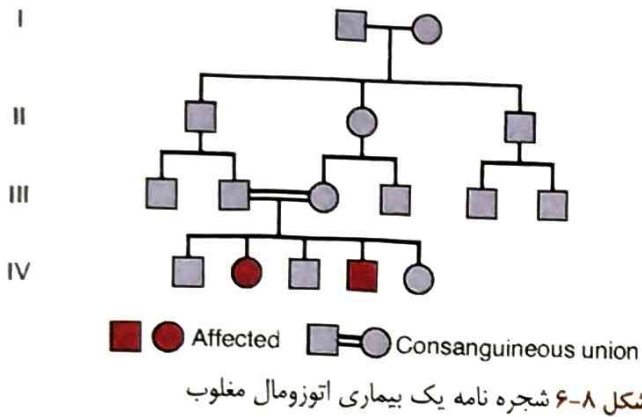 I
II
III
IV
Affected Consanguineous union
شکل ۸-۶ شجره نامه یک بیماری اتوزومال مغلوب